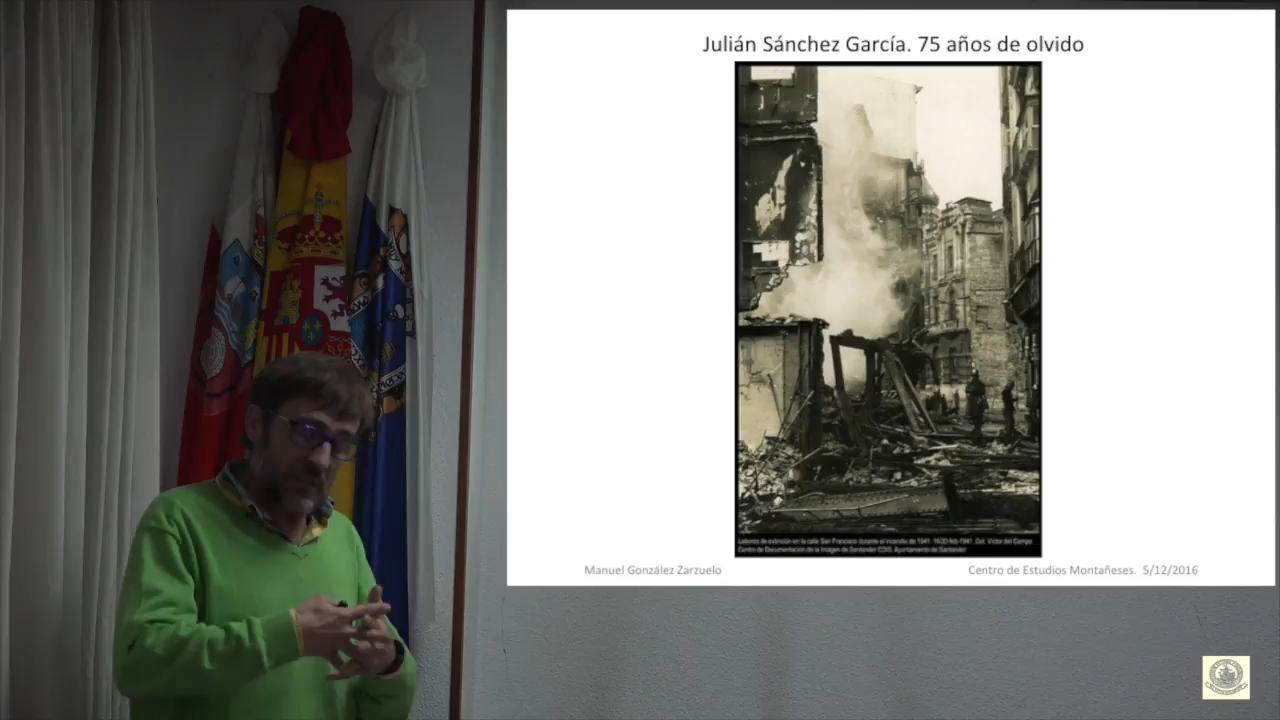 Julián Sánchez García. 75 años de olvido
Labores de extinción en la calle San Francisco durante el incendio de 1941. 16/20-feb-1941. Col. Víctor del Campo
Centro de Documentación de la Imagen de Santander CDIS. Ayuntamiento de Santander
Manuel González Zarzuelo
Centro de Estudios Montañeses. 5/12/2016